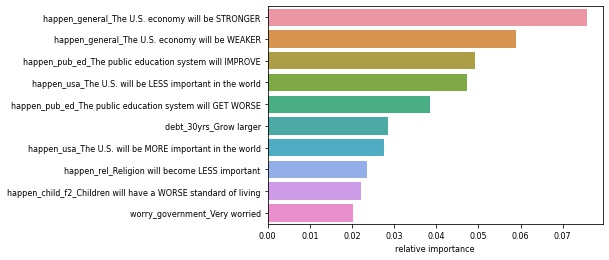 happen_general_The U.S. economy will be STRONGER
happen_general_The U.S. economy will be WEAKER
happen_pub_ed_The public education system will IMPROVE
happen_usa_The U.S. will be LESS important in the world
happen_pub_ed_The public education system will GET WORSE
debt_30yrs_Grow larger
happen_usa_The U.S. will be MORE important in the world
happen_rel_Religion will become LESS important
happen_child_f2_Children will have a WORSE standard of living
worry_government_Very worried
0.00 0.01 0.02 0.03 0.04 0.05 0.06 0.07
relative importance